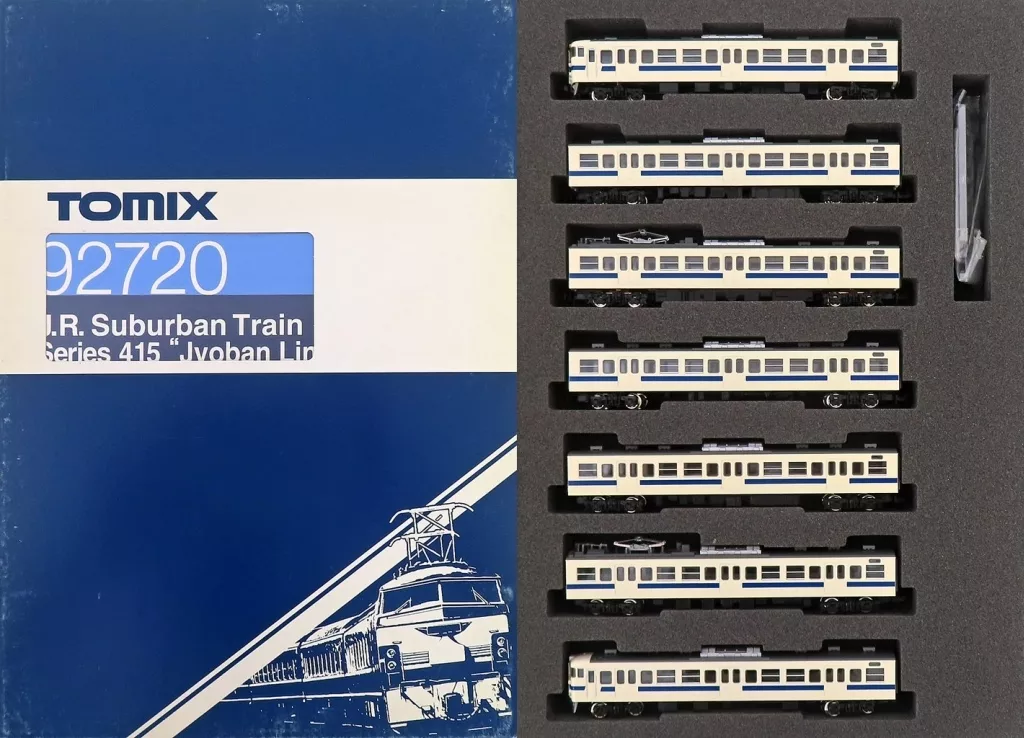 TOMIX
92720
J.R. Suburban Train
Series 415 “Jyoban Lin